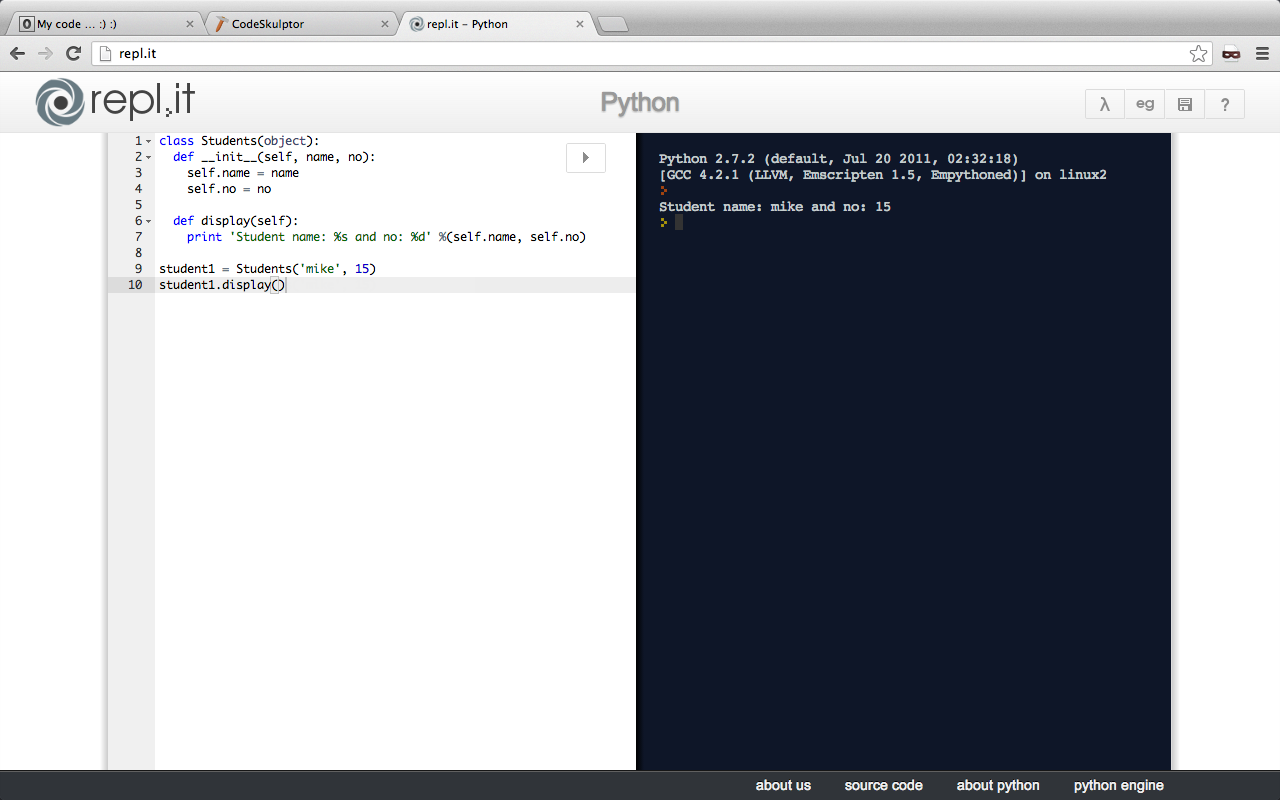 My code ... :) :)
CodeSkulptor
repl.it - Python
repl.it
repl.it
Python
λ
eg
?
1 class Students(object):
2 def __init__(self, name, no):
3 self.name = name
4 self.no = no
5
6 def display(self):
7 print 'Student name: %s and no: %d' %(self.name, self.no)
8
9 student1 = Students('mike', 15)
10 student1.display()
Python 2.7.2 (default, Jul 20 2011, 02:32:18)
[GCC 4.2.1 (LLVM, Emscripten 1.5, Empythoned)] on linux2
Student name: mike and no: 15
about us
source code
about python
python engine